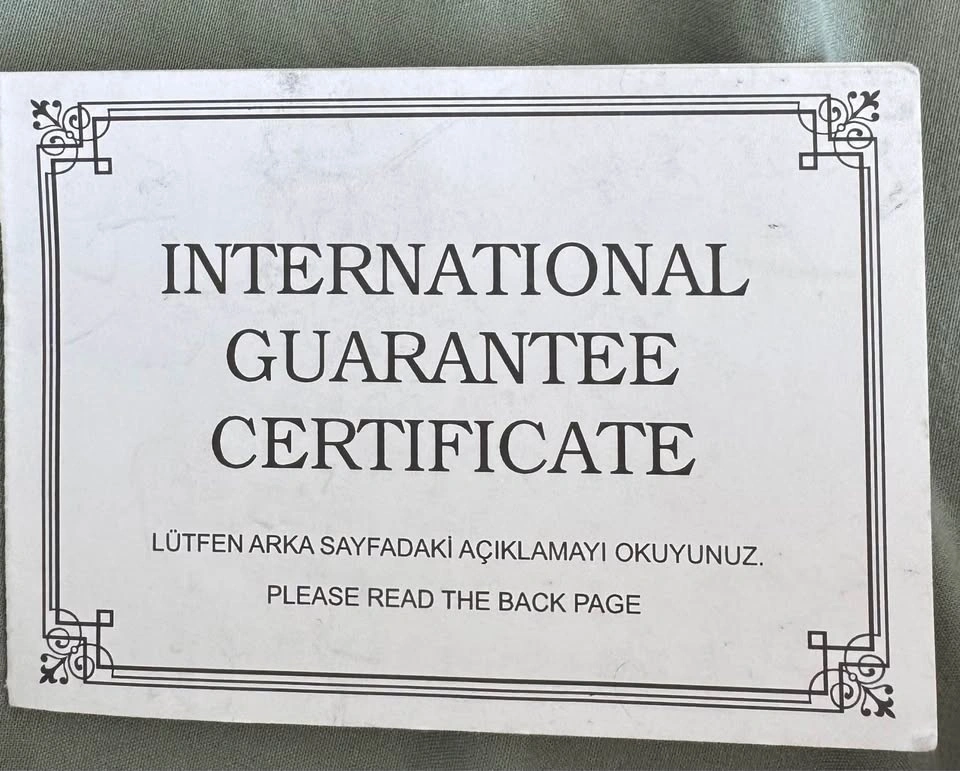 INTERNATIONAL
GUARANTEE
CERTIFICATE
LÜTFEN ARKA SAYFADAKİ AÇIKLAMAYI OKUYUNUZ.
PLEASE READ THE BACK PAGE